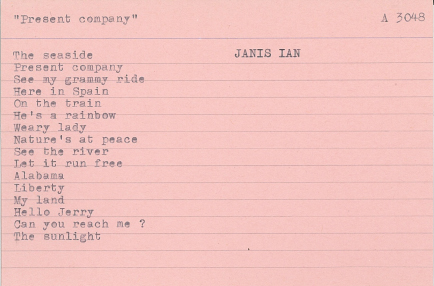 "Present company" A 3048
The seaside JANIS IAN
Present company
See my grammy ride
Here in Spain
On the train
He's a rainbow
Weary lady
Nature's at peace
See the river
Let it run free
Alabama
Liberty
My land
Hello Jerry
Can you reach me ?
The sunlight